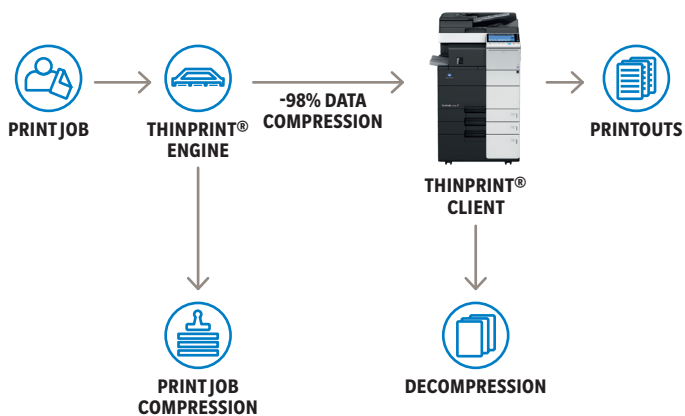 PRINT JOB
THINPRINT®
ENGINE
-98% DATA
COMPRESSION
THINPRINT®
CLIENT
PRINTOUTS
PRINT JOB
COMPRESSION
DECOMPRESSION